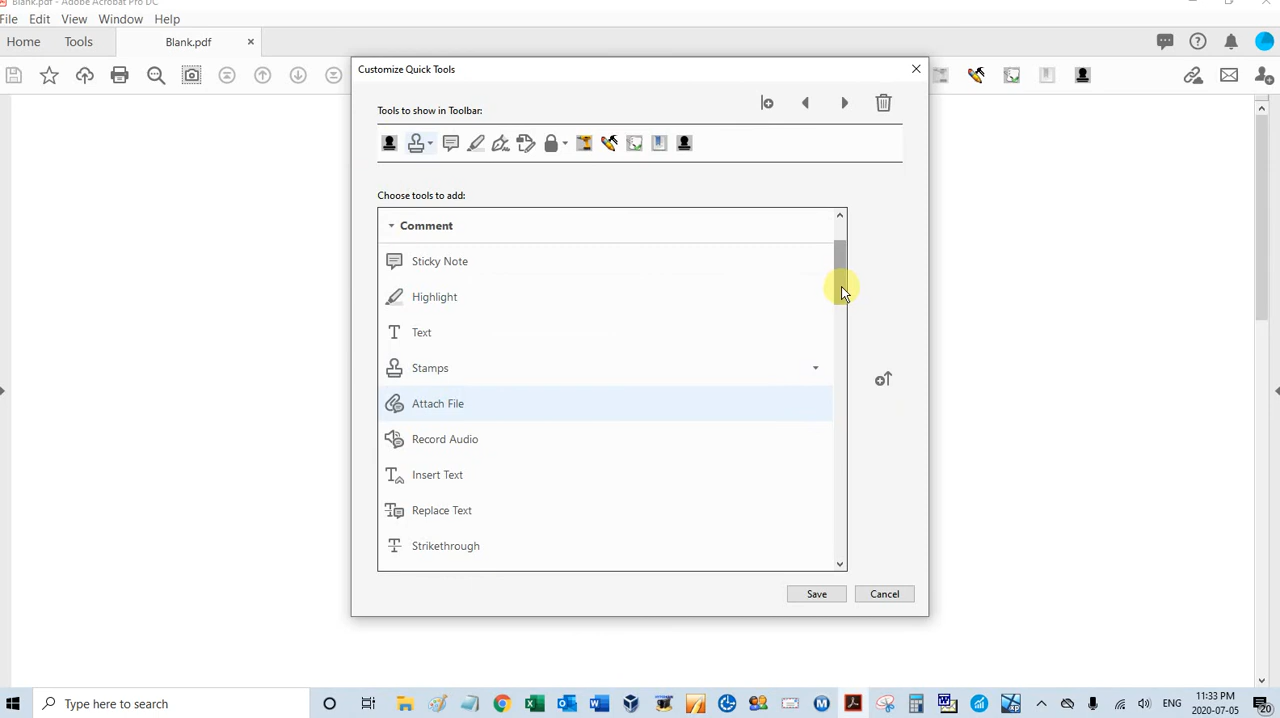 Blank.pdf - Adobe Acrobat Pro DC
File Edit View Window Help
Home Tools Blank.pdf
Customize Quick Tools
Tools to show in Toolbar:
Choose tools to add:
Comment
Sticky Note
Highlight
Text
Stamps
Attach File
Record Audio
Insert Text
Replace Text
Strikethrough
Save Cancel
Type here to search
ENG
11:33 PM
2020-07-05
20